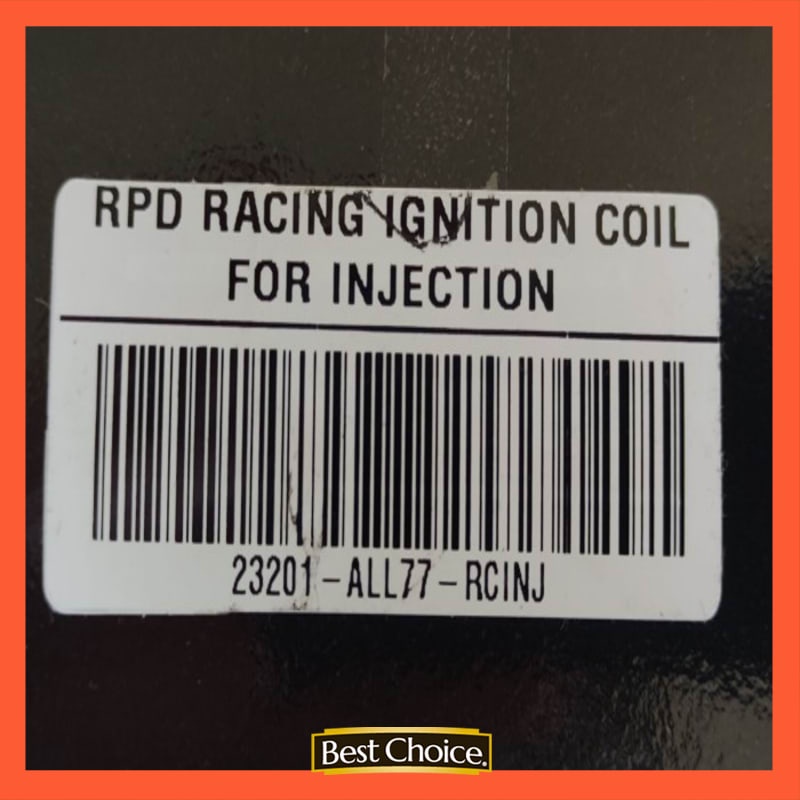 RPD RACING IGNITION COIL
FOR INJECTION
23201-ALL77-RCINJ
Best Choice.